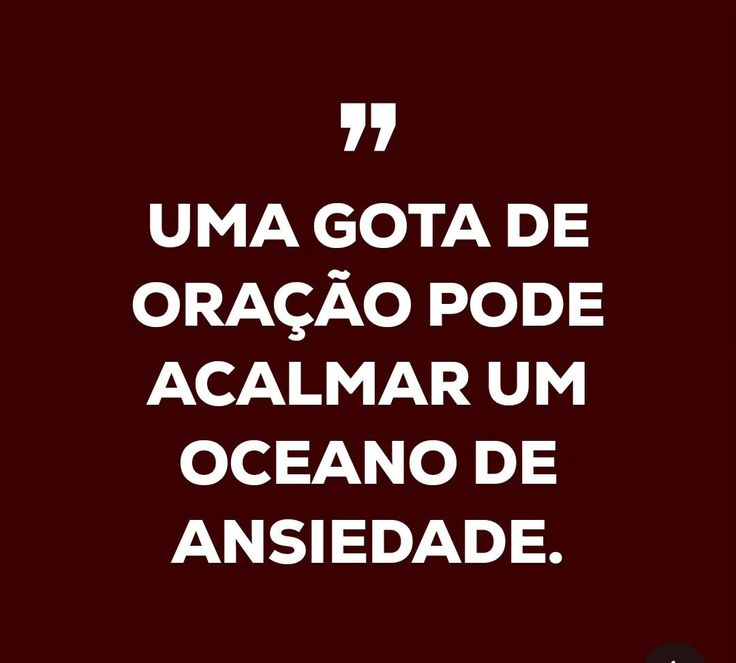 ”
UMA GOTA DE
ORAÇÃO PODE
ACALMAR UM
OCEANO DE
ANSIEDADE.